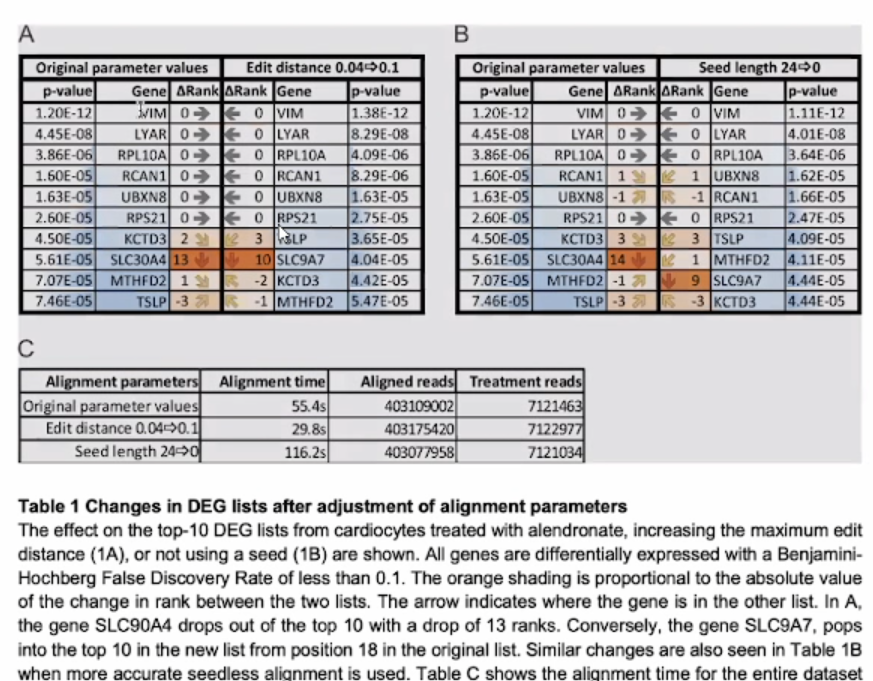 A
Original parameter values Edit distance 0.04⇨0.1
p-value Gene ΔRank ΔRank Gene p-value
1.20E-12 VIM 0 → ← 0 VIM 1.38E-12
4.45E-08 LYAR 0 → ← 0 LYAR 8.29E-08
3.86E-06 RPL10A 0 → ← 0 RPL10A 4.09E-06
1.60E-05 RCAN1 0 → ← 0 RCAN1 8.29E-06
1.63E-05 UBXN8 0 → ← 0 UBXN8 1.63E-05
2.60E-05 RPS21 0 → ← 0 RPS21 2.75E-05
4.50E-05 KCTD3 2 ↘ ↙ 3 TSLP 3.65E-05
5.61E-05 SLC30A4 13 ↓ ↓ 10 SLC9A7 4.04E-05
7.07E-05 MTHFD2 1 ↘ ↖ -2 KCTD3 4.42E-05
7.46E-05 TSLP -3 ↗ ↖ -1 MTHFD2 5.47E-05
B
Original parameter values Seed length 24⇨0
p-value Gene ΔRank ΔRank Gene p-value
1.20E-12 VIM 0 → ← 0 VIM 1.11E-12
4.45E-08 LYAR 0 → ← 0 LYAR 4.01E-08
3.86E-06 RPL10A 0 → ← 0 RPL10A 3.64E-06
1.60E-05 RCAN1 1 ↘ ↙ 1 UBXN8 1.62E-05
1.63E-05 UBXN8 -1 ↗ ↖ -1 RCAN1 1.66E-05
2.60E-05 RPS21 0 → ← 0 RPS21 2.47E-05
4.50E-05 KCTD3 3 ↘ ↙ 3 TSLP 4.09E-05
5.61E-05 SLC30A4 14 ↓ ↙ 1 MTHFD2 4.11E-05
7.07E-05 MTHFD2 -1 ↗ ↓ 9 SLC9A7 4.44E-05
7.46E-05 TSLP -3 ↗ ↖ -3 KCTD3 4.44E-05
C
Alignment parameters Alignment time Aligned reads Treatment reads
Original parameter values 55.4s 403109002 7121463
Edit distance 0.04⇨0.1 29.8s 403175420 7122977
Seed length 24⇨0 116.2s 403077958 7121034
Table 1 Changes in DEG lists after adjustment of alignment parameters
The effect on the top-10 DEG lists from cardiocytes treated with alendronate, increasing the maximum edit
distance (1A), or not using a seed (1B) are shown. All genes are differentially expressed with a Benjamini-
Hochberg False Discovery Rate of less than 0.1. The orange shading is proportional to the absolute value
of the change in rank between the two lists. The arrow indicates where the gene is in the other list. In A,
the gene SLC90A4 drops out of the top 10 with a drop of 13 ranks. Conversely, the gene SLC9A7, pops
into the top 10 in the new list from position 18 in the original list. Similar changes are also seen in Table 1B
when more accurate seedless alignment is used. Table C shows the alignment time for the entire dataset